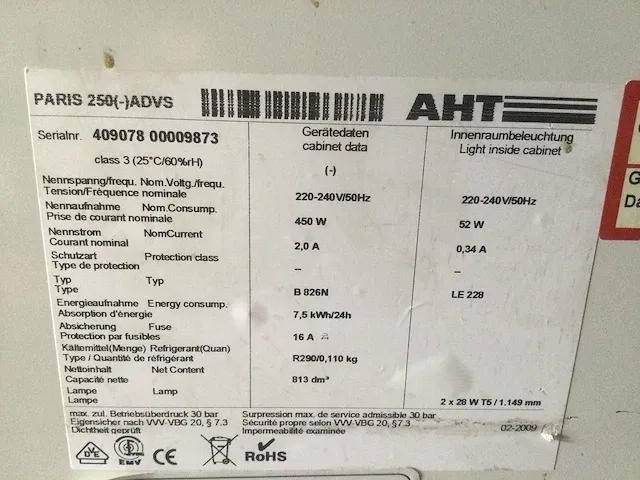 PARIS 250(-)ADVS
AHT
Serialnr. 409078 00009873
class 3 (25°C/60%rH)
Gerätedaten
cabinet data
(-)
Innenraumbeleuchtung
Light inside cabinet
Nennspanng/frequ. Nom.Voltg./frequ.
Tension/Fréquence nominale
220-240V/50Hz
220-240V/50Hz
Nennaufnahme Nom.Consump.
Prise de courant nominale
450 W
52 W
Nennstrom NomCurrent
Courant nominal
2,0 A
0,34 A
Schutzart Protection class
Type de protection
--
--
Typ Typ
Type
B 826N
LE 228
Energieaufnahme Energy consump.
Absorption d'énergie
7,5 kWh/24h
Absicherung Fuse
Protection par fusibles
16 A
Kältemittel(Menge) Refrigerant(Quan)
Type / Quantité de réfrigérant
R290/0,110 kg
Nettoinhalt Net Content
Capacité nette
813 dm³
Lampe Lamp
Lampe
2 x 28 W T5 / 1.149 mm
max. zul. Betriebsüberdruck 30 bar
Eigensicher nach VVV-VBG 20, § 7.3
Dichtheit geprüft
Surpression max. de service admissible 30 bar
Sécurité propre selon VVV-VBG 20, §7.3
Imperméabilité examinée
02-2009
VDE
EMV
CE
RoHS
G
Dä